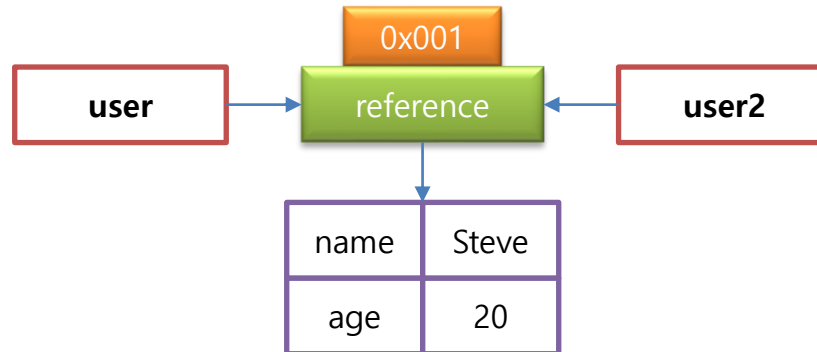 0x001
user
reference
user2
name Steve
age 20